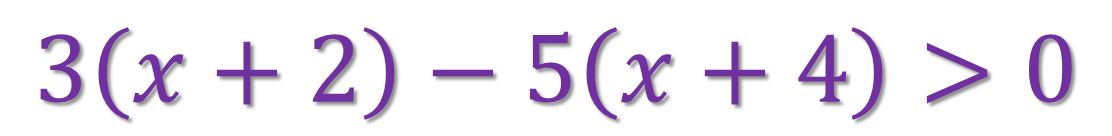 3(x + 2) − 5(x + 4) > 0